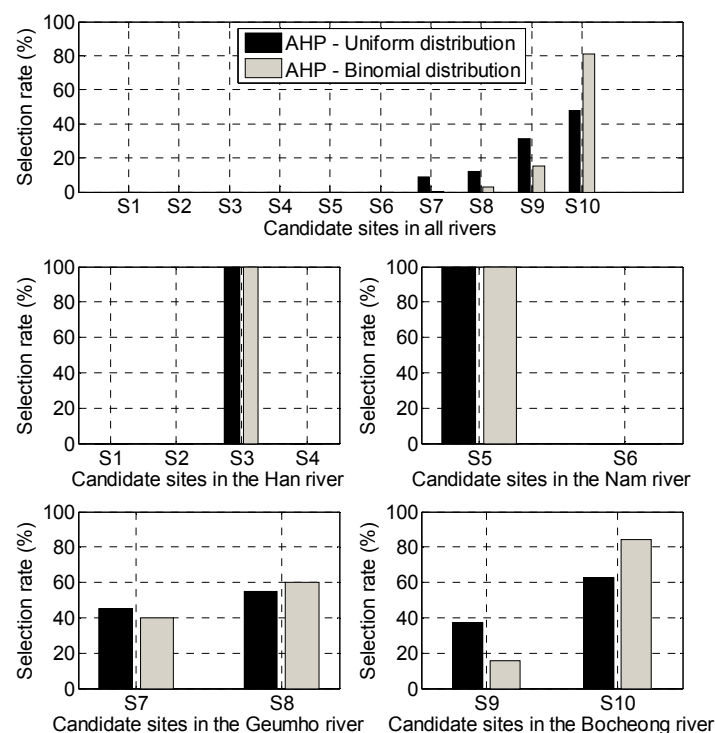 100
80
60
40
20
0
Selection rate (%)
AHP - Uniform distribution
AHP - Binomial distribution
S1 S2 S3 S4 S5 S6 S7 S8 S9 S10
Candidate sites in all rivers
100
80
60
40
20
0
Selection rate (%)
S1 S2 S3 S4
Candidate sites in the Han river
100
80
60
40
20
0
Selection rate (%)
S5 S6
Candidate sites in the Nam river
100
80
60
40
20
0
Selection rate (%)
S7 S8
Candidate sites in the Geumho river
100
80
60
40
20
0
Selection rate (%)
S9 S10
Candidate sites in the Bocheong river